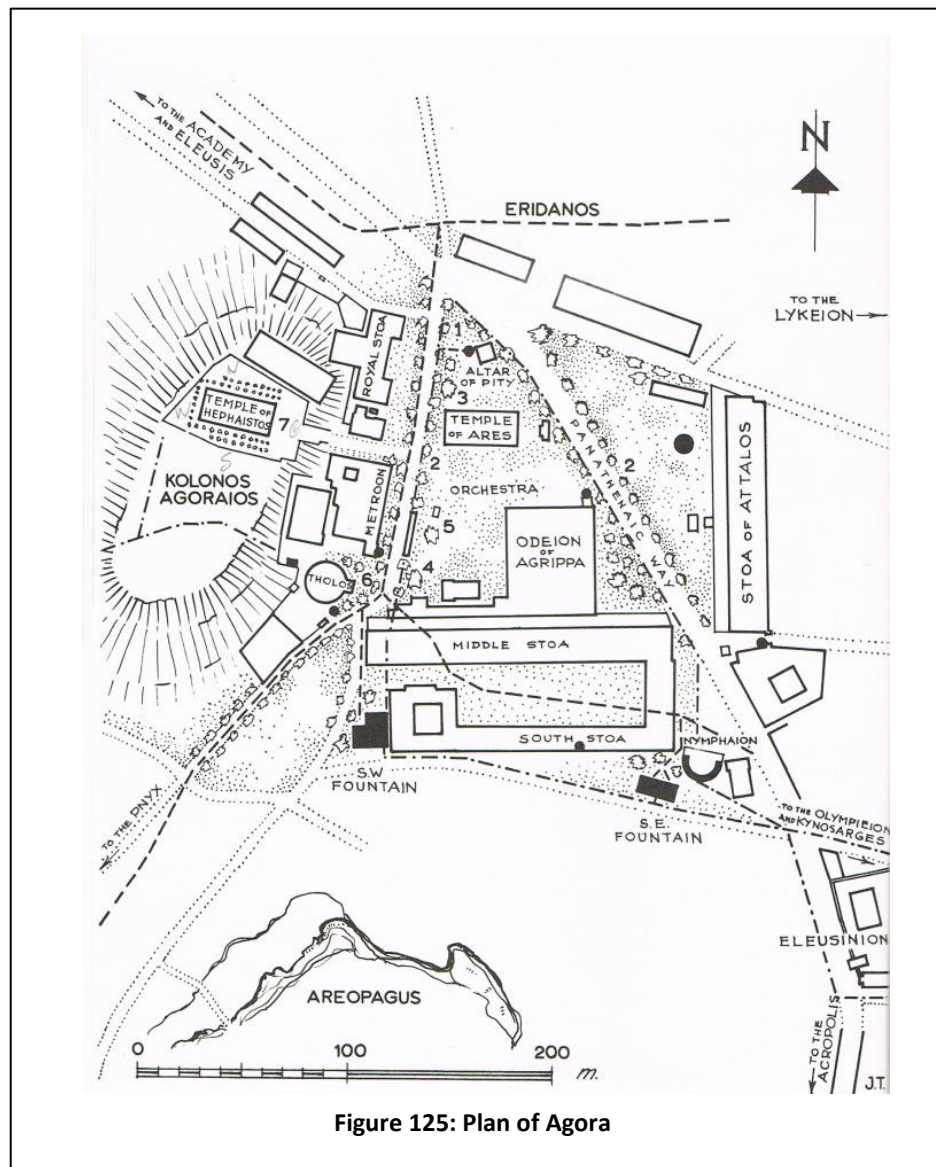 TO THE
ACADEMY
AND
ELEUSIS
N
ERIDANOS
TO THE
LYKEION
ROYAL STOA
1
ALTAR
OF PITY
3
TEMPLE OF
HEPHAISTOS
7
TEMPLE
OF ARES
PANATHENAIC WAY
2
2
KOLONOS
AGORAIOS
METROON
ORCHESTRA
5
ODEION
OF
AGRIPPA
STOA OF ATTALOS
THOLOS
6
4
MIDDLE STOA
SOUTH STOA
NYMPHAION
S.W
FOUNTAIN
S.E.
FOUNTAIN
TO THE PNYX
TO THE OLYMPIEION
AND KYNOSARGES
ELEUSINION
AREOPAGUS
TO THE
ACROPOLIS
0 100 200
m.
J.T.
Figure 125: Plan of Agora